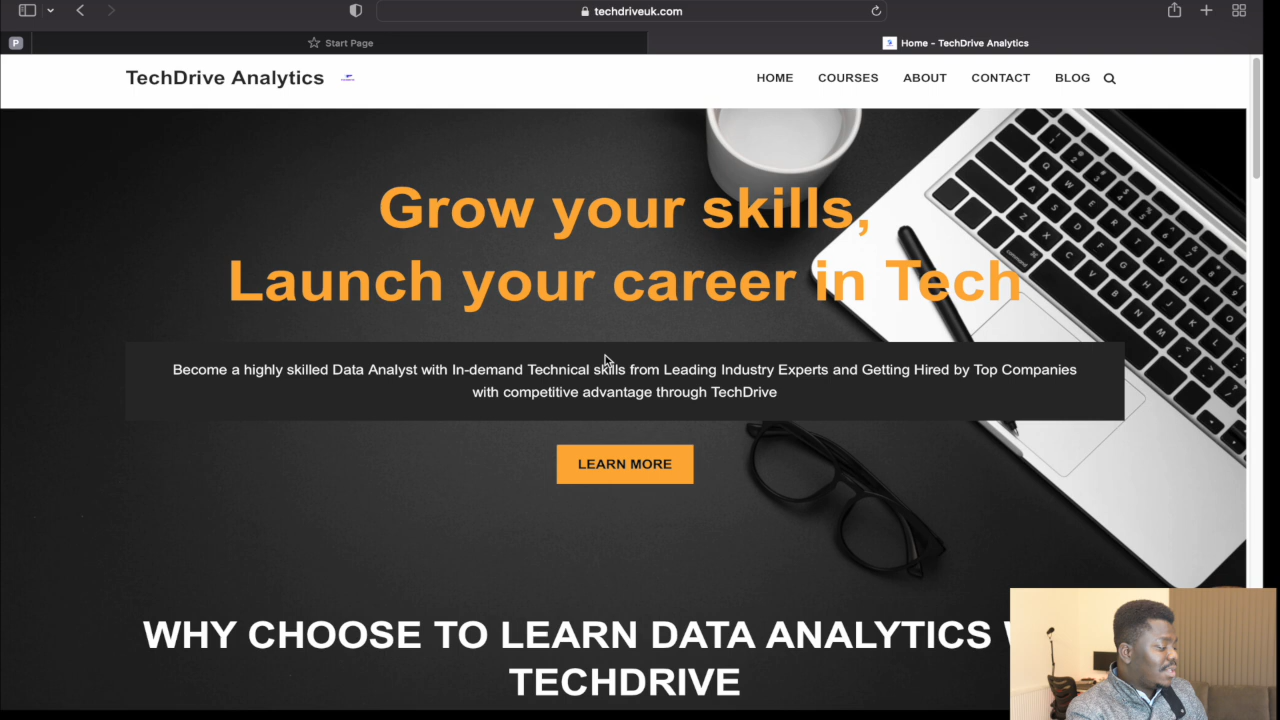 techdriveuk.com
P
Start Page
Home - TechDrive Analytics
TechDrive Analytics
HOME COURSES ABOUT CONTACT BLOG
Grow your skills,
Launch your career in Tech
Become a highly skilled Data Analyst with In-demand Technical skills from Leading Industry Experts and Getting Hired by Top Companies
with competitive advantage through TechDrive
LEARN MORE
WHY CHOOSE TO LEARN DATA ANALYTICS
TECHDRIVE